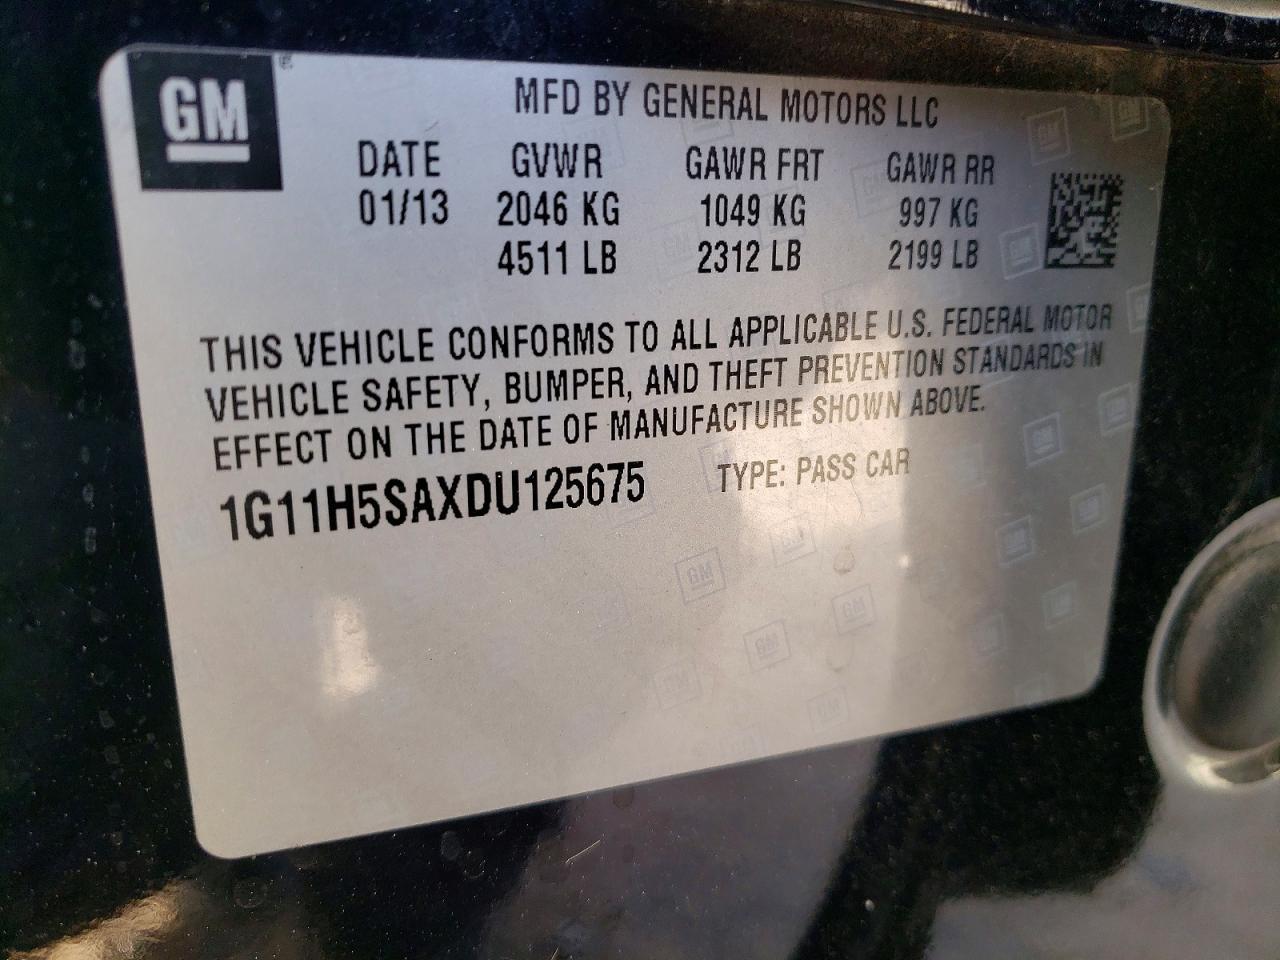 GM
MFD BY GENERAL MOTORS LLC
DATE GVWR GAWR FRT GAWR RR
01/13 2046 KG 1049 KG 997 KG
4511 LB 2312 LB 2199 LB
THIS VEHICLE CONFORMS TO ALL APPLICABLE U.S. FEDERAL MOTOR
VEHICLE SAFETY, BUMPER, AND THEFT PREVENTION STANDARDS IN
EFFECT ON THE DATE OF MANUFACTURE SHOWN ABOVE.
1G11H5SAXDU125675 TYPE: PASS CAR